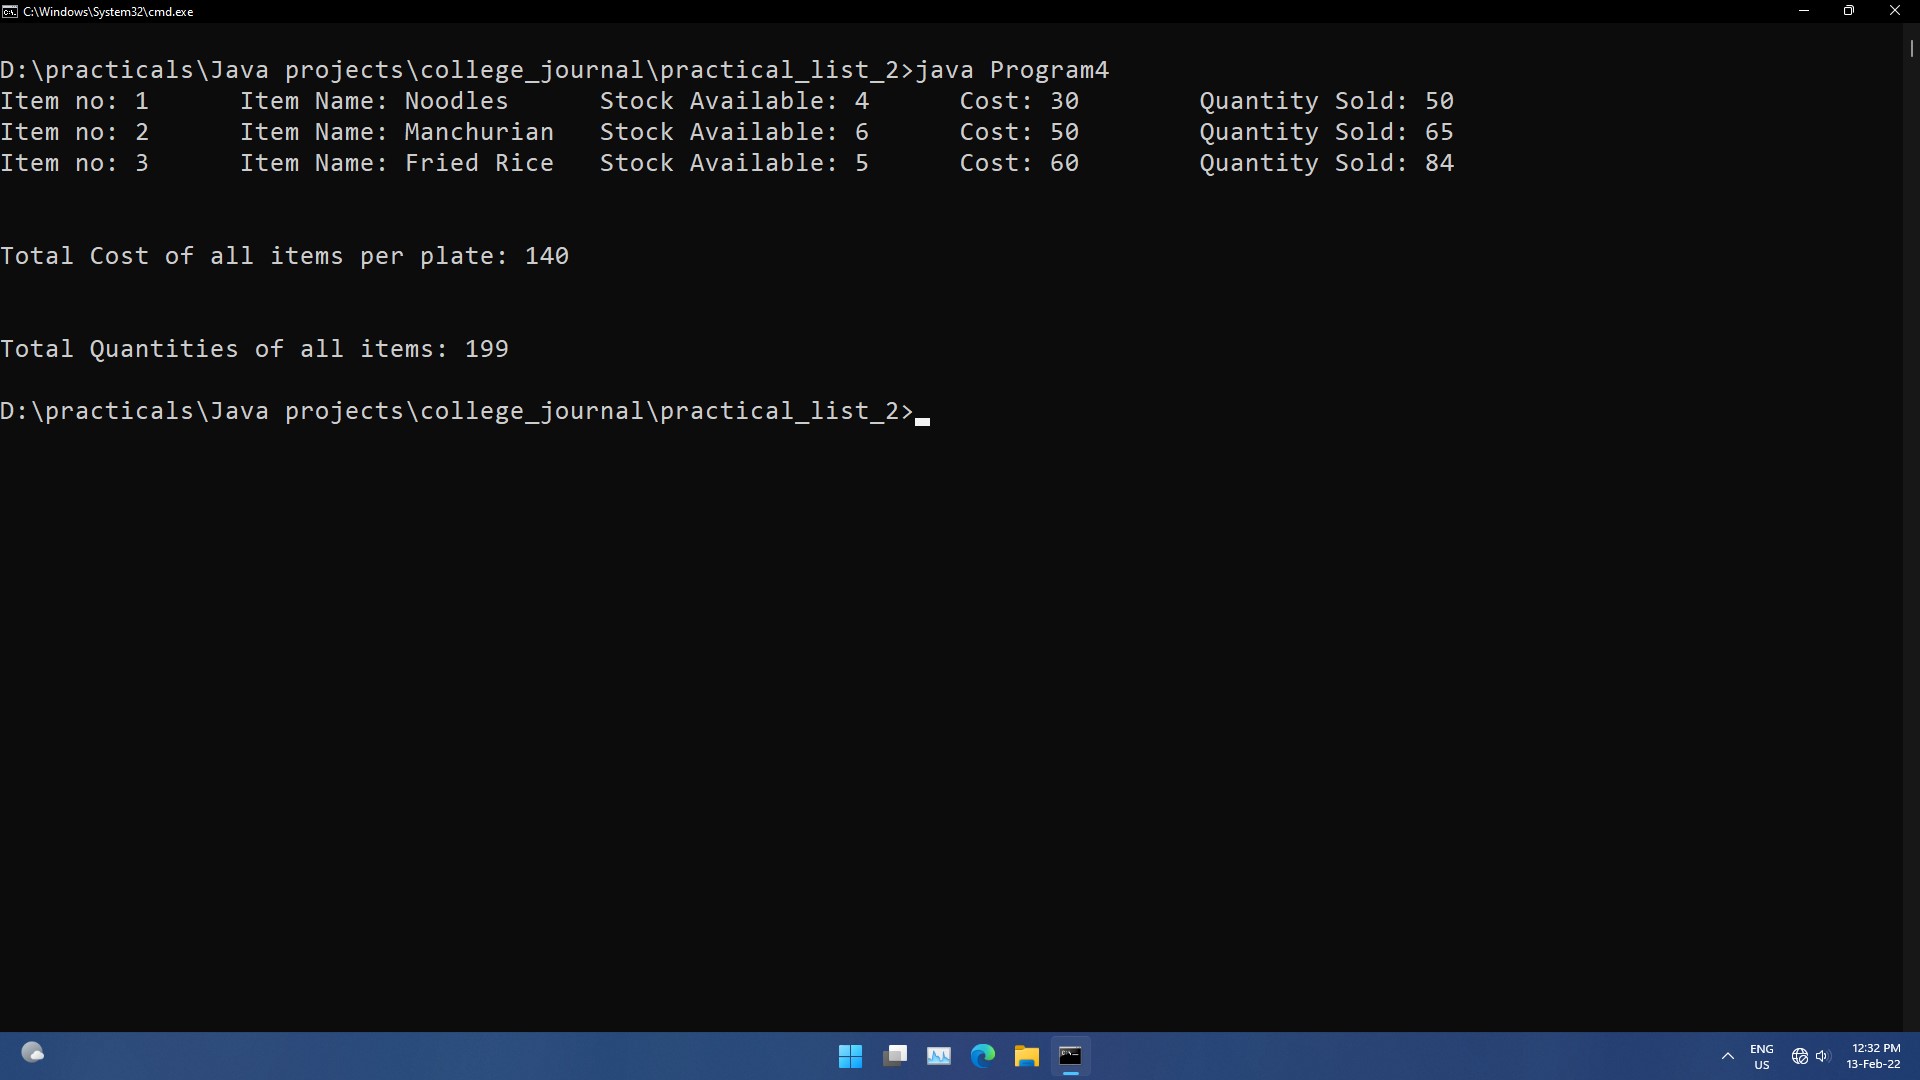 C:\Windows\System32\cmd.exe
D:\practicals\Java projects\college_journal\practical_list_2>java Program4
Item no: 1 Item Name: Noodles Stock Available: 4 Cost: 30 Quantity Sold: 50
Item no: 2 Item Name: Manchurian Stock Available: 6 Cost: 50 Quantity Sold: 65
Item no: 3 Item Name: Fried Rice Stock Available: 5 Cost: 60 Quantity Sold: 84
Total Cost of all items per plate: 140
Total Quantities of all items: 199
D:\practicals\Java projects\college_journal\practical_list_2>
ENG
US
12:32 PM
13-Feb-22